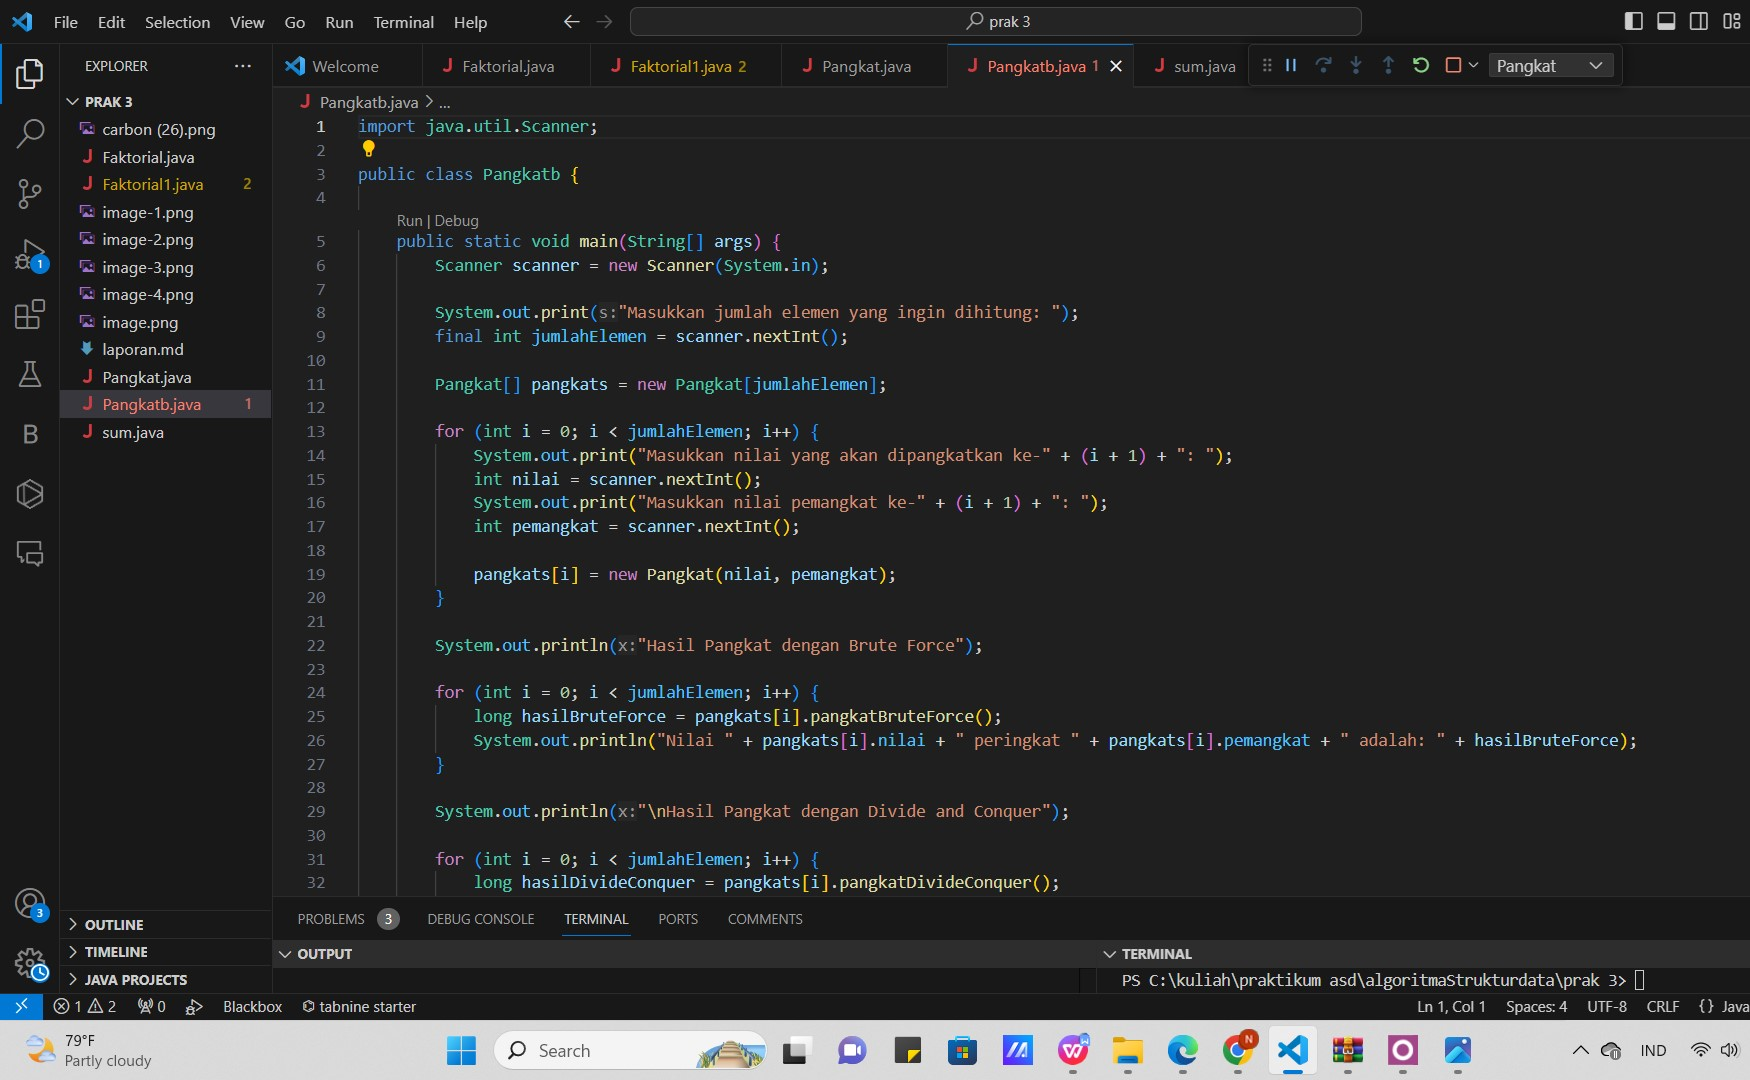 File Edit Selection View Go Run Terminal Help
prak 3
EXPLORER
Welcome
Faktorial.java
Faktorial1.java 2
Pangkat.java
Pangkatb.java 1
sum.java
Pangkat
PRAK 3
carbon (26).png
Faktorial.java
Faktorial1.java 2
image-1.png
image-2.png
image-3.png
image-4.png
image.png
laporan.md
Pangkat.java
Pangkatb.java 1
sum.java
OUTLINE
TIMELINE
JAVA PROJECTS
1
B
3
Pangkatb.java > ...
1 import java.util.Scanner;
2
3 public class Pangkatb {
4
Run | Debug
5 public static void main(String[] args) {
6 Scanner scanner = new Scanner(System.in);
7
8 System.out.print(s:"Masukkan jumlah elemen yang ingin dihitung: ");
9 final int jumlahElemen = scanner.nextInt();
10
11 Pangkat[] pangkats = new Pangkat[jumlahElemen];
12
13 for (int i = 0; i < jumlahElemen; i++) {
14 System.out.print("Masukkan nilai yang akan dipangkatkan ke-" + (i + 1) + ": ");
15 int nilai = scanner.nextInt();
16 System.out.print("Masukkan nilai pemangkat ke-" + (i + 1) + ": ");
17 int pemangkat = scanner.nextInt();
18
19 pangkats[i] = new Pangkat(nilai, pemangkat);
20 }
21
22 System.out.println(x:"Hasil Pangkat dengan Brute Force");
23
24 for (int i = 0; i < jumlahElemen; i++) {
25 long hasilBruteForce = pangkats[i].pangkatBruteForce();
26 System.out.println("Nilai " + pangkats[i].nilai + " peringkat " + pangkats[i].pemangkat + " adalah: " + hasilBruteForce);
27 }
28
29 System.out.println(x:"\nHasil Pangkat dengan Divide and Conquer");
30
31 for (int i = 0; i < jumlahElemen; i++) {
32 long hasilDivideConquer = pangkats[i].pangkatDivideConquer();
PROBLEMS 3 DEBUG CONSOLE TERMINAL PORTS COMMENTS
OUTPUT
TERMINAL
PS C:\kuliah\praktikum asd\algoritmaStrukturdata\prak 3>
1 2 0 Blackbox tabnine starter
Ln 1, Col 1 Spaces: 4 UTF-8 CRLF {} Java
79°F
Partly cloudy
Search
N
IND